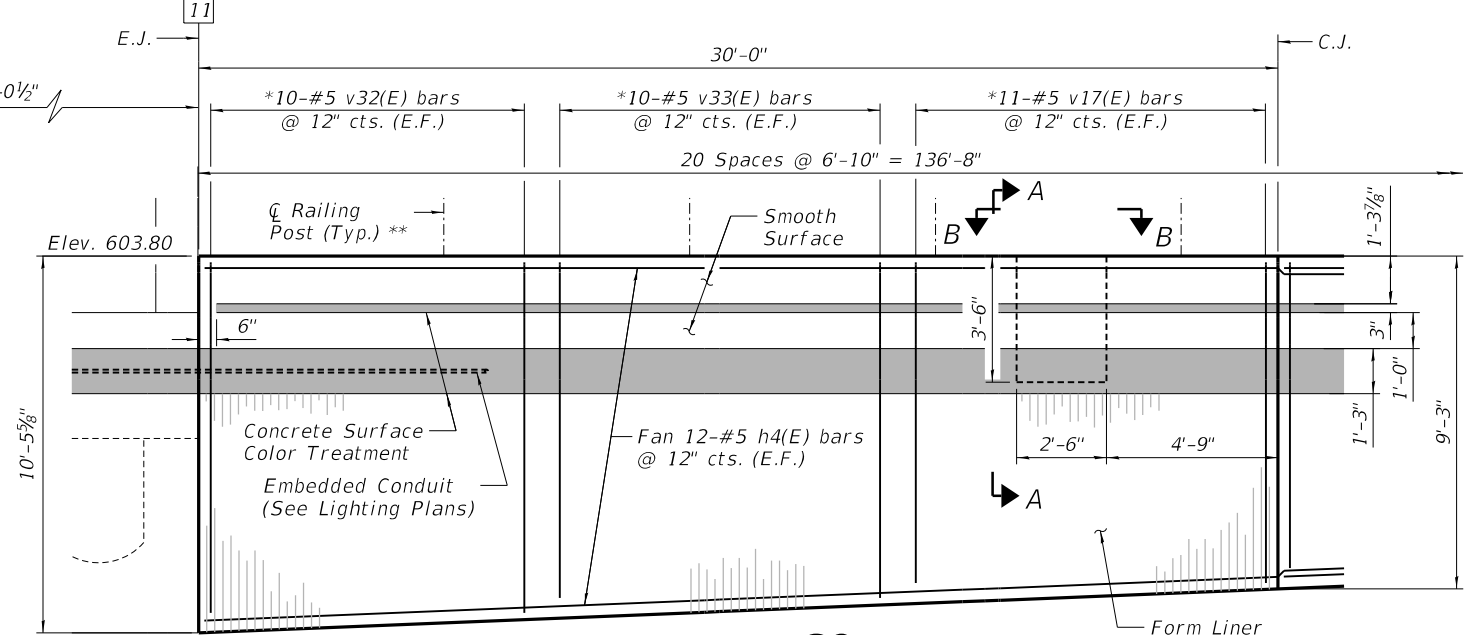 11
E.J.
C.J.
30'-0"
-0½"
*10-#5 v32(E) bars
@ 12" cts. (E.F.)
*10-#5 v33(E) bars
@ 12" cts. (E.F.)
*11-#5 v17(E) bars
@ 12" cts. (E.F.)
20 Spaces @ 6'-10" = 136'-8"
℄ Railing
Post (Typ.) **
Smooth
Surface
A
B
B
1'-3⅞"
Elev. 603.80
6"
3'-6"
3"
1'-0"
1'-3"
9'-3"
10'-5⅝"
Concrete Surface
Color Treatment
Fan 12-#5 h4(E) bars
@ 12" cts. (E.F.)
2'-6"
4'-9"
Embedded Conduit
(See Lighting Plans)
A
Form Liner